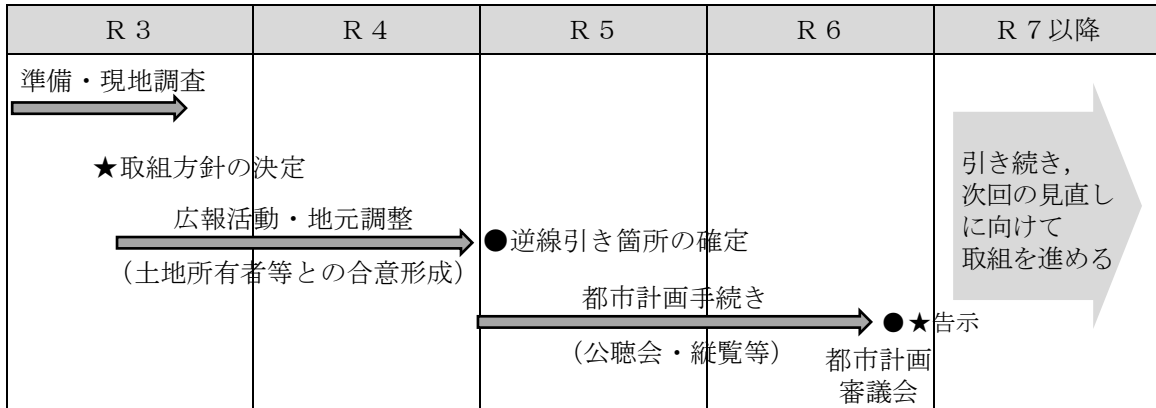 Ｒ３
Ｒ４
Ｒ５
Ｒ６
Ｒ７以降
準備・現地調査
★取組方針の決定
広報活動・地元調整
（土地所有者等との合意形成）
●逆線引き箇所の確定
都市計画手続き
（公聴会・縦覧等）
●★告示
都市計画
審議会
引き続き，
次回の見直し
に向けて
取組を進める